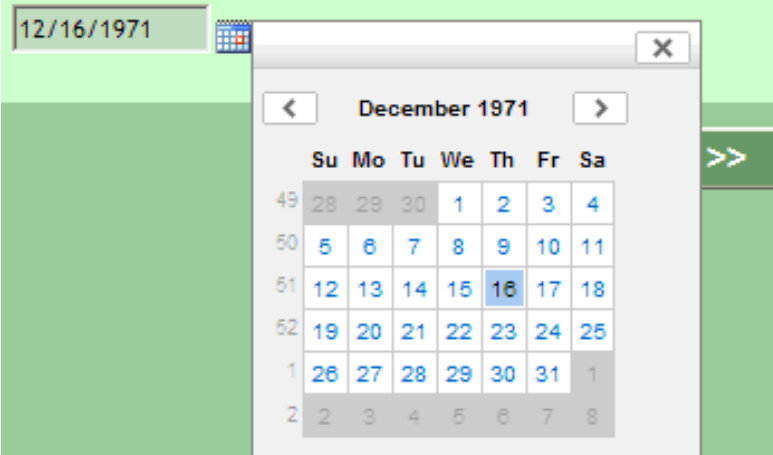 12/16/1971
December 1971
Su Mo Tu We Th Fr Sa
49 28 29 30 1 2 3 4
50 5 6 7 8 9 10 11
51 12 13 14 15 16 17 18
52 19 20 21 22 23 24 25
1 26 27 28 29 30 31 1
2 2 3 4 5 6 7 8
>>